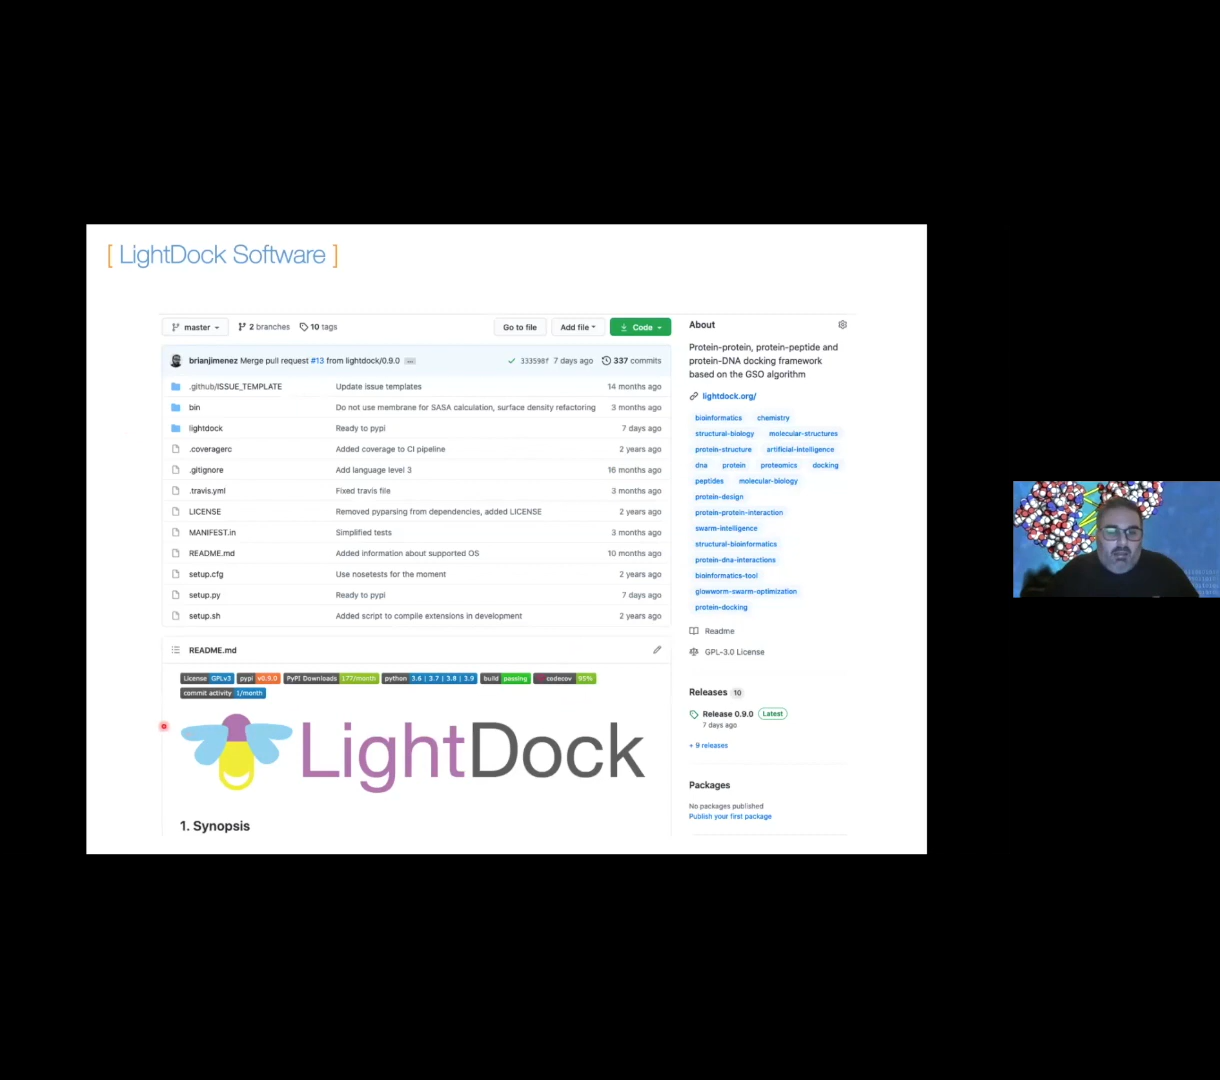 [ LightDock Software ]
master
2 branches
10 tags
Go to file
Add file
Code
brianjimenez Merge pull request #13 from lightdock/0.9.0 ...
333598f 7 days ago
337 commits
.github/ISSUE_TEMPLATE Update issue templates 14 months ago
bin Do not use membrane for SASA calculation, surface density refactoring 3 months ago
lightdock Ready to pypi 7 days ago
.coveragerc Added coverage to CI pipeline 2 years ago
.gitignore Add language level 3 16 months ago
.travis.yml Fixed travis file 3 months ago
LICENSE Removed pyparsing from dependencies, added LICENSE 2 years ago
MANIFEST.in Simplified tests 3 months ago
README.md Added information about supported OS 10 months ago
setup.cfg Use nosetests for the moment 2 years ago
setup.py Ready to pypi 7 days ago
setup.sh Added script to compile extensions in development 2 years ago
README.md
License GPLv3 pypi v0.9.0 PyPI Downloads 177/month python 3.6 | 3.7 | 3.8 | 3.9 build passing codecov 95%
commit activity 1/month
LightDock
1. Synopsis
About
Protein-protein, protein-peptide and
protein-DNA docking framework
based on the GSO algorithm
lightdock.org/
bioinformatics chemistry
structural-biology molecular-structures
protein-structure artificial-intelligence
dna protein proteomics docking
peptides molecular-biology
protein-design
protein-protein-interaction
swarm-intelligence
structural-bioinformatics
protein-dna-interactions
bioinformatics-tool
glowworm-swarm-optimization
protein-docking
Readme
GPL-3.0 License
Releases 10
Release 0.9.0 Latest
7 days ago
+ 9 releases
Packages
No packages published
Publish your first package